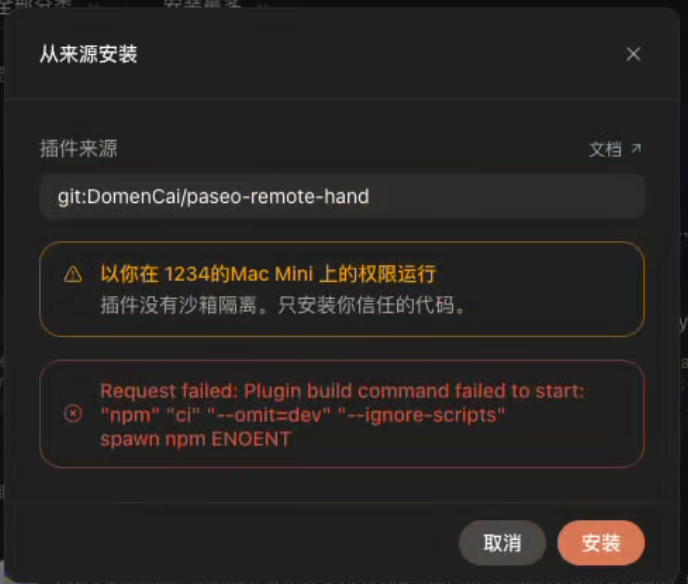 从来源安装
插件来源
文档 ↗
git:DomenCai/paseo-remote-hand
以你在 1234的Mac Mini 上的权限运行
插件没有沙箱隔离。只安装你信任的代码。
Request failed: Plugin build command failed to start:
"npm" "ci" "--omit=dev" "--ignore-scripts"
spawn npm ENOENT
取消
安装